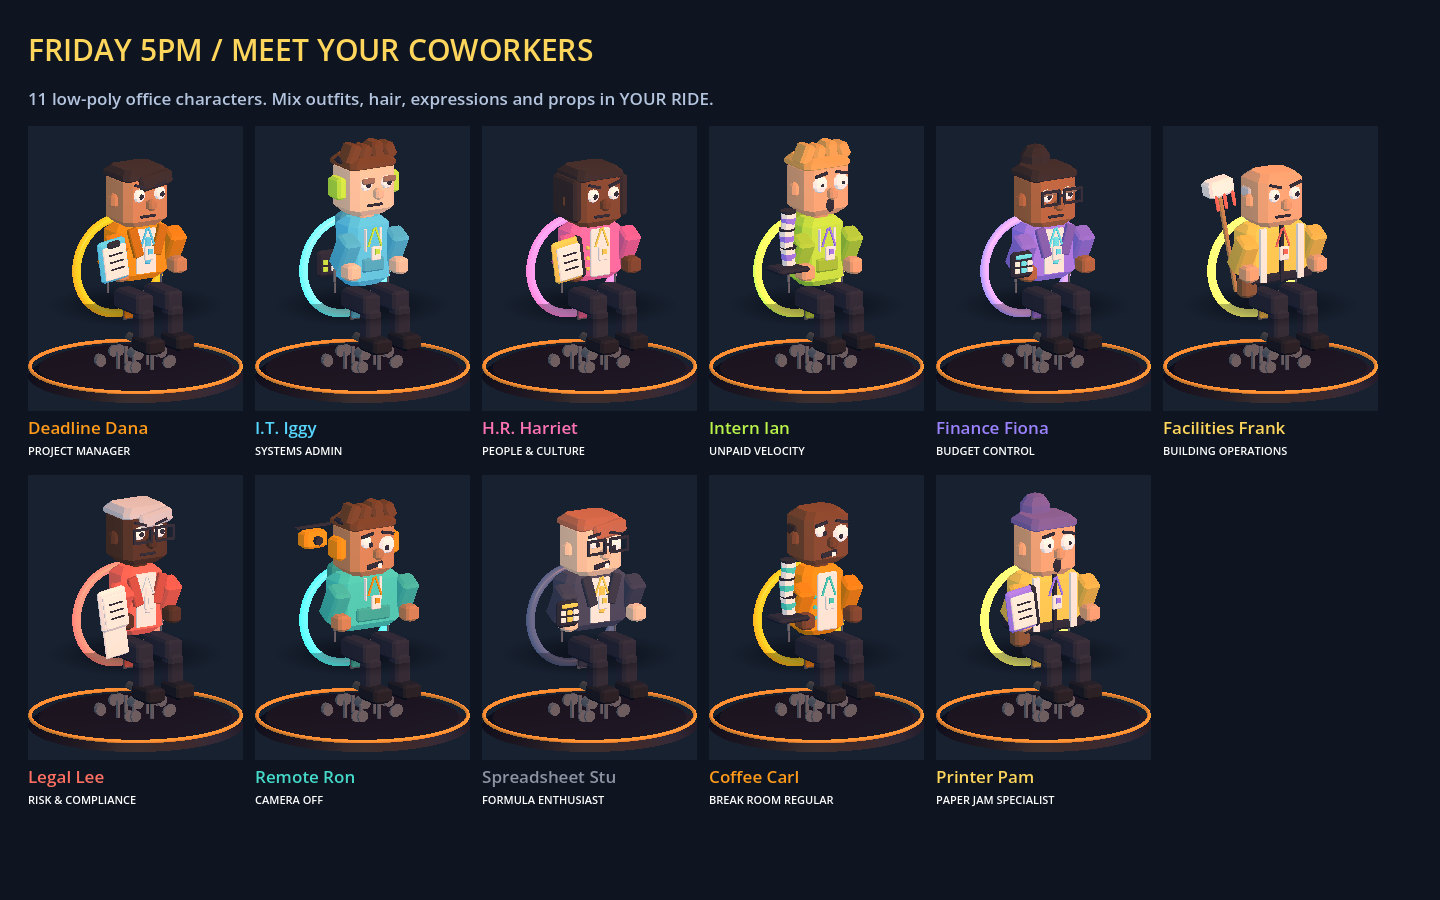 FRIDAY 5PM / MEET YOUR COWORKERS
11 low-poly office characters. Mix outfits, hair, expressions and props in YOUR RIDE.
Deadline Dana
PROJECT MANAGER
I.T. Iggy
SYSTEMS ADMIN
H.R. Harriet
PEOPLE & CULTURE
Intern Ian
UNPAID VELOCITY
Finance Fiona
BUDGET CONTROL
Facilities Frank
BUILDING OPERATIONS
Legal Lee
RISK & COMPLIANCE
Remote Ron
CAMERA OFF
Spreadsheet Stu
FORMULA ENTHUSIAST
Coffee Carl
BREAK ROOM REGULAR
Printer Pam
PAPER JAM SPECIALIST